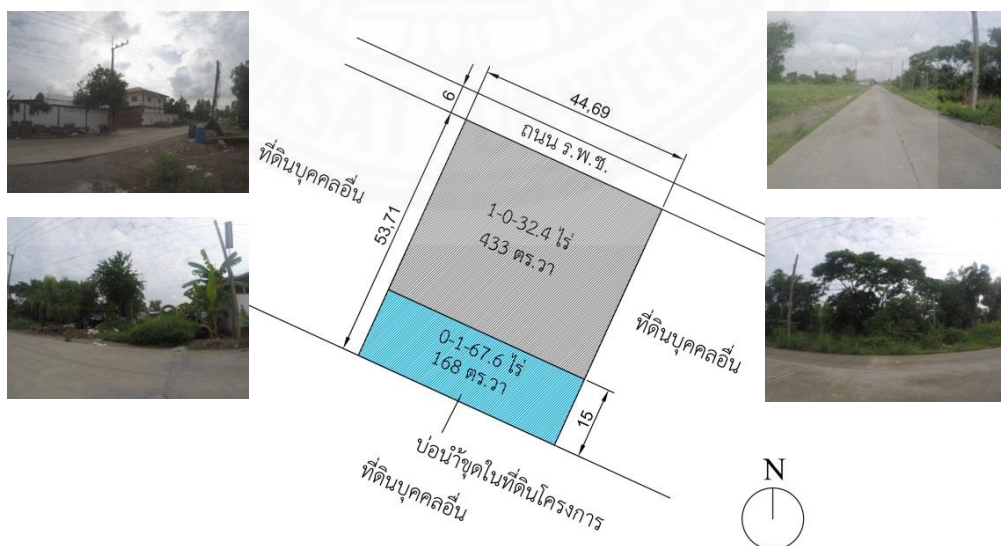 44,69
6
ถนน ร.พ.ช.
ที่ดินบุคคลอื่น
53,71
1-0-32.4 ไร่
433 ตร.วา
ที่ดินบุคคลอื่น
0-1-67.6 ไร่
168 ตร.วา
15
บ่อน้ำขุดในที่ดินโครงการ
ที่ดินบุคคลอื่น
N